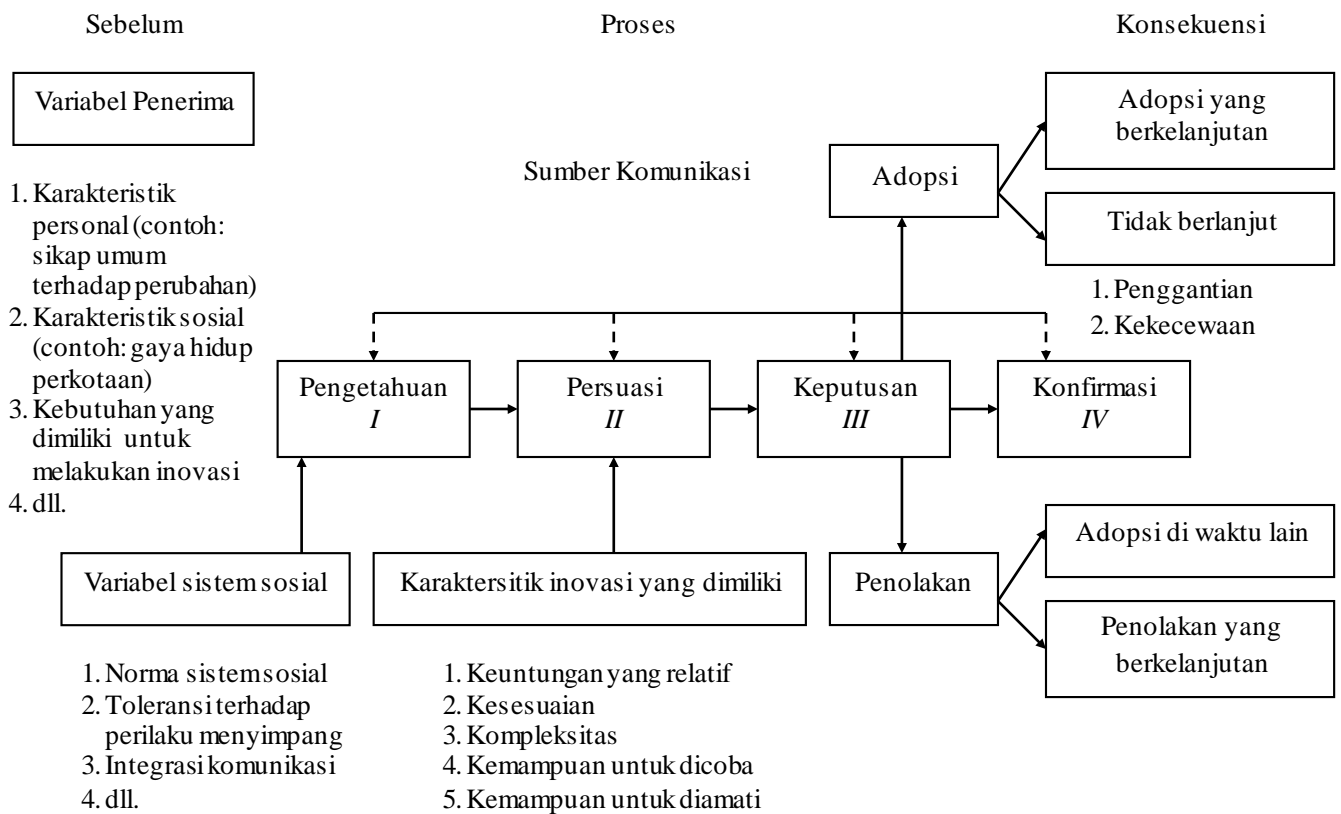 Sebelum
Proses
Konsekuensi
Variabel Penerima
1. Karakteristik
personal (contoh:
sikap umum
terhadap perubahan)
2. Karakteristik sosial
(contoh: gaya hidup
perkotaan)
3. Kebutuhan yang
dimiliki untuk
melakukan inovasi
4. dll.
Sumber Komunikasi
Adopsi
Adopsi yang
berkelanjutan
Tidak berlanjut
1. Penggantian
2. Kekecewaan
Pengetahuan
I
Persuasi
II
Keputusan
III
Konfirmasi
IV
Variabel sistem sosial
Karaktersitik inovasi yang dimiliki
Penolakan
Adopsi di waktu lain
Penolakan yang
berkelanjutan
1. Norma sistem sosial
2. Toleransi terhadap
perilaku menyimpang
3. Integrasi komunikasi
4. dll.
1. Keuntungan yang relatif
2. Kesesuaian
3. Kompleksitas
4. Kemampuan untuk dicoba
5. Kemampuan untuk diamati